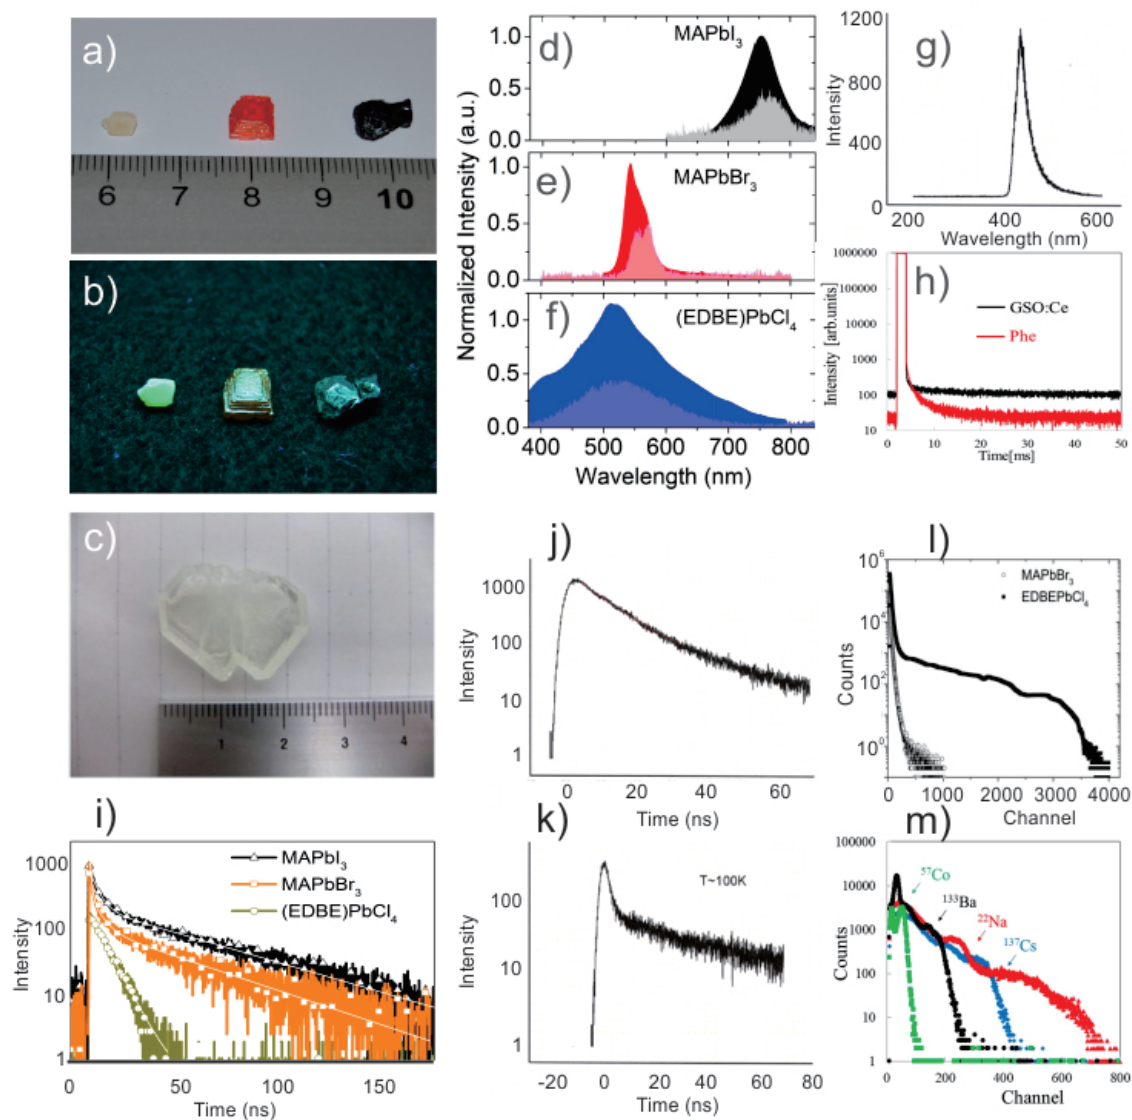 a)
6 7 8 9 10
b)
c)
1 2 3 4
d)
MAPbI₃
1.0
0.5
0.0
e)
MAPbBr₃
1.0
0.5
0.0
f)
(EDBE)PbCl₄
1.0
0.5
0.0
400 500 600 700 800
Wavelength (nm)
Normalized Intensity (a.u.)
g)
1200
800
400
0
200 400 600
Intensity
Wavelength (nm)
h)
1000000
100000
10000
1000
100
10
GSO:Ce
Phe
Intensity [arb.units]
0 10 20 30 40 50
Time[ms]
i)
MAPbI₃
MAPbBr₃
(EDBE)PbCl₄
1000
100
10
1
Intensity
0 50 100 150
Time (ns)
j)
1000
100
10
1
Intensity
0 20 40 60
Time (ns)
k)
T~100K
100
10
1
Intensity
-20 0 20 40 60 80
Time (ns)
l)
MAPbBr₃
EDBEPbCl₄
10⁶
10⁴
10²
10⁰
Counts
0 1000 2000 3000 4000
Channel
m)
⁵⁷Co
¹³³Ba
²²Na
¹³⁷Cs
100000
10000
1000
100
10
1
Counts
0 200 400 600 800
Channel